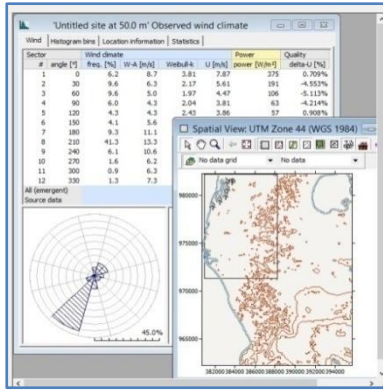 'Untitled site at 50.0 m' Observed wind climate
Wind Histogram bins Location information Statistics
Sector Wind climate Power Quality
# angle [°] freq. [%] W-A [m/s] Weibull-k U [m/s] power [W/m²] delta-U [%]
1 0 6.2 8.7 3.81 7.87 375 0.709%
2 30 9.6 6.3 2.17 5.61 191 -4.553%
3 60 9.6 5.0 1.97 4.47 106 -5.113%
4 90 6.0 4.3 2.04 3.81 63 -4.214%
5 120 4.3 4.3 2.43 3.86 57 0.908%
6 150 4.1 5.6
7 180 9.3 11.1
8 210 41.3 13.3
9 240 6.1 10.6
10 270 1.6 6.2
11 300 0.9 6.3
12 330 1.3 7.3
All (emergent)
Source data
45.0%
Spatial View: UTM Zone 44 (WGS 1984)
No data grid No data
980000
975000
970000
965000
382000 384000 386000 388000 390000 392000 394000